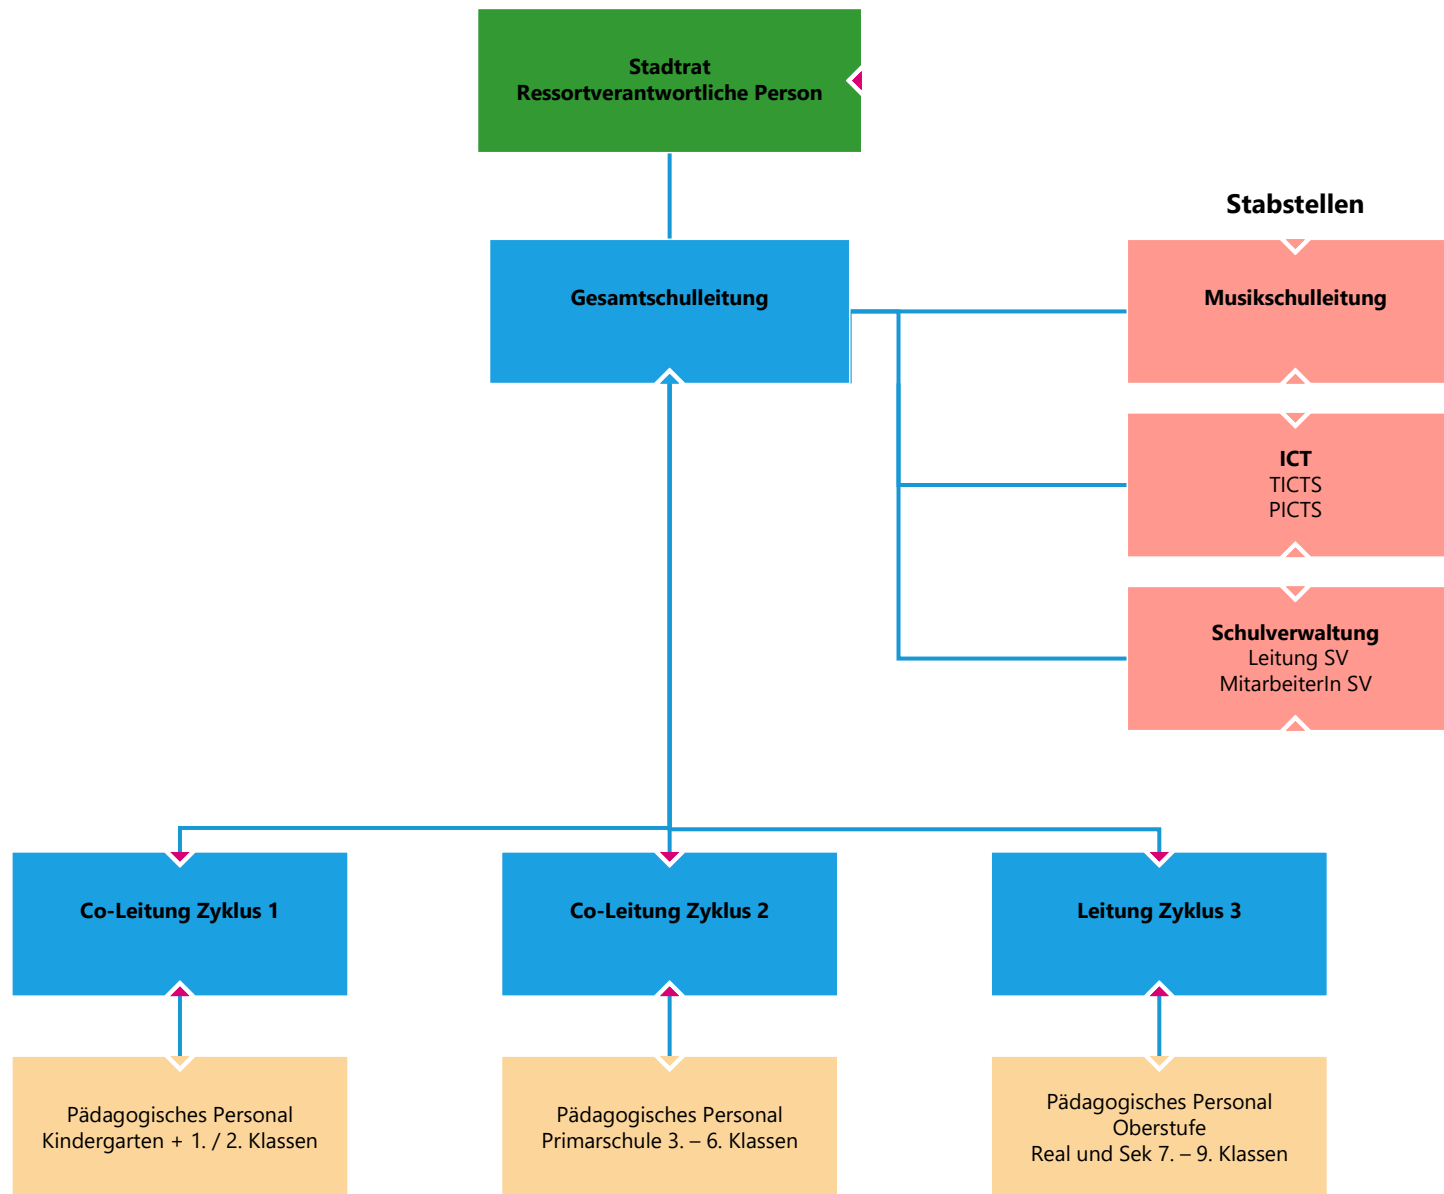 Stadtrat
Ressortverantwortliche Person
Stabstellen
Gesamtschulleitung
Musikschulleitung
ICT
TICTS
PICTS
Schulverwaltung
Leitung SV
MitarbeiterIn SV
Co-Leitung Zyklus 1
Co-Leitung Zyklus 2
Leitung Zyklus 3
Pädagogisches Personal
Kindergarten + 1. / 2. Klassen
Pädagogisches Personal
Primarschule 3. – 6. Klassen
Pädagogisches Personal
Oberstufe
Real und Sek 7. – 9. Klassen